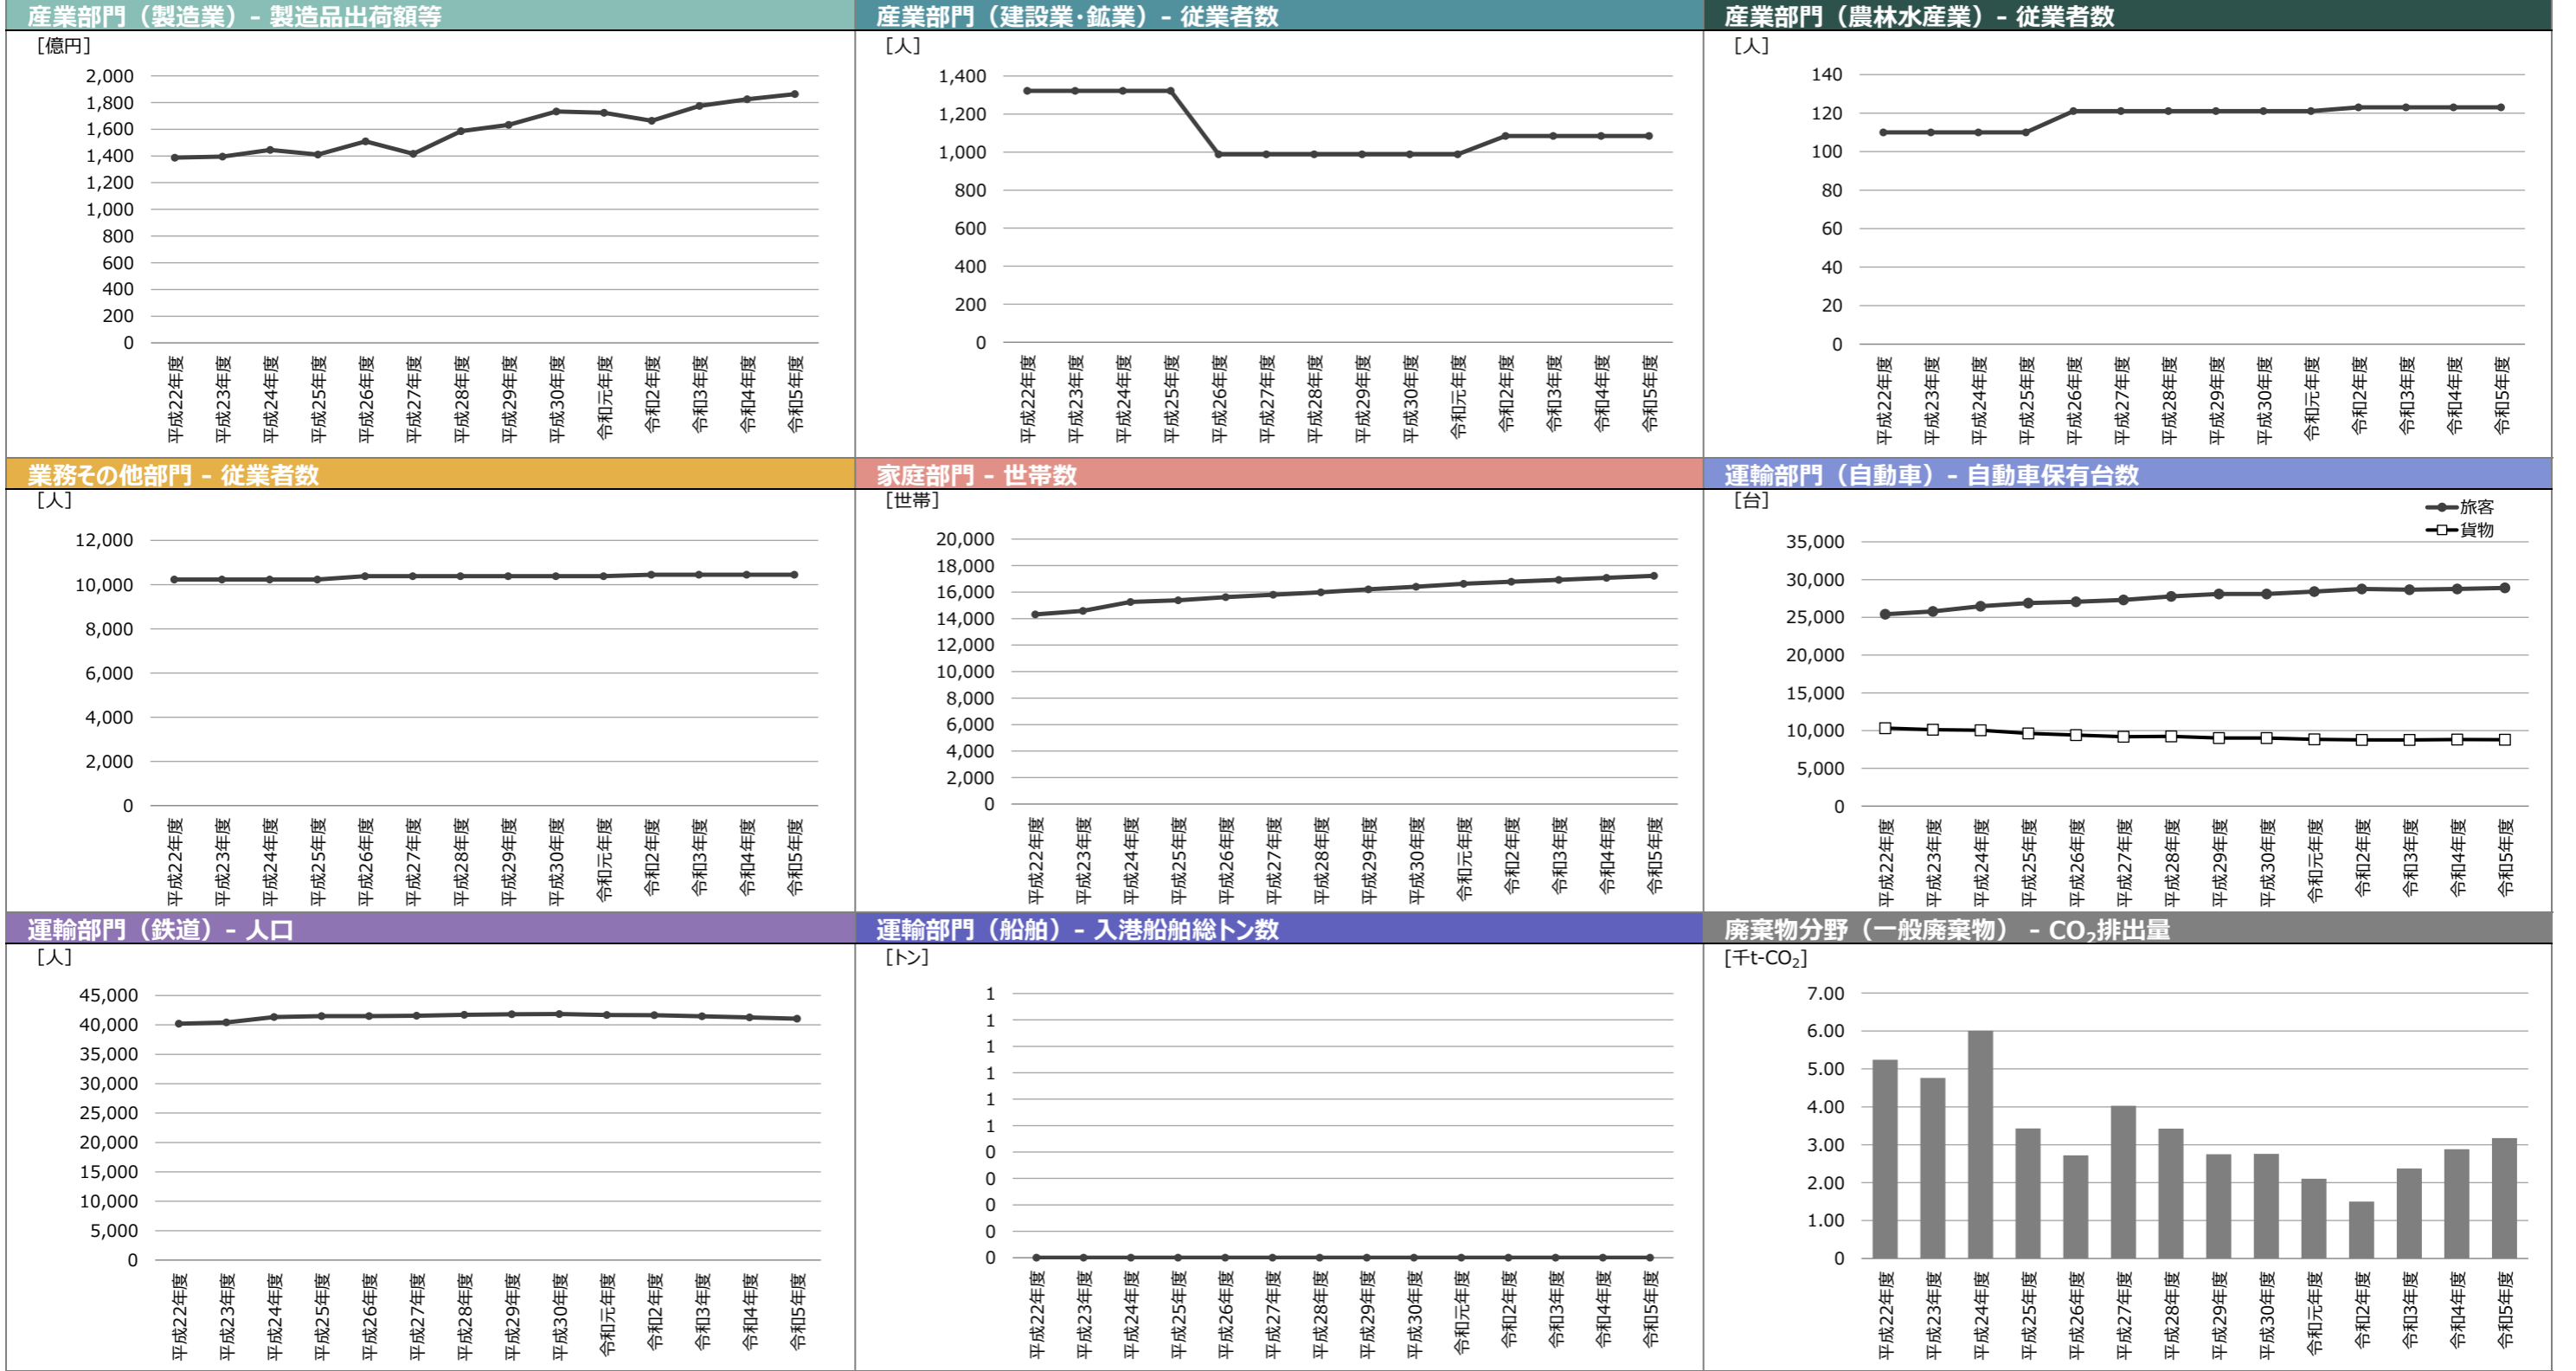 産業部門（製造業）- 製造品出荷額等
[億円]
2,000
1,800
1,600
1,400
1,200
1,000
800
600
400
200
0
平成22年度
平成23年度
平成24年度
平成25年度
平成26年度
平成27年度
平成28年度
平成29年度
平成30年度
令和元年度
令和2年度
令和3年度
令和4年度
令和5年度
産業部門（建設業・鉱業）- 従業者数
[人]
1,400
1,200
1,000
800
600
400
200
0
平成22年度
平成23年度
平成24年度
平成25年度
平成26年度
平成27年度
平成28年度
平成29年度
平成30年度
令和元年度
令和2年度
令和3年度
令和4年度
令和5年度
産業部門（農林水産業）- 従業者数
[人]
140
120
100
80
60
40
20
0
平成22年度
平成23年度
平成24年度
平成25年度
平成26年度
平成27年度
平成28年度
平成29年度
平成30年度
令和元年度
令和2年度
令和3年度
令和4年度
令和5年度
業務その他部門 - 従業者数
[人]
12,000
10,000
8,000
6,000
4,000
2,000
0
平成22年度
平成23年度
平成24年度
平成25年度
平成26年度
平成27年度
平成28年度
平成29年度
平成30年度
令和元年度
令和2年度
令和3年度
令和4年度
令和5年度
家庭部門 - 世帯数
[世帯]
20,000
18,000
16,000
14,000
12,000
10,000
8,000
6,000
4,000
2,000
0
平成22年度
平成23年度
平成24年度
平成25年度
平成26年度
平成27年度
平成28年度
平成29年度
平成30年度
令和元年度
令和2年度
令和3年度
令和4年度
令和5年度
運輸部門（自動車）- 自動車保有台数
[台]
旅客
貨物
35,000
30,000
25,000
20,000
15,000
10,000
5,000
0
平成22年度
平成23年度
平成24年度
平成25年度
平成26年度
平成27年度
平成28年度
平成29年度
平成30年度
令和元年度
令和2年度
令和3年度
令和4年度
令和5年度
運輸部門（鉄道）- 人口
[人]
45,000
40,000
35,000
30,000
25,000
20,000
15,000
10,000
5,000
0
平成22年度
平成23年度
平成24年度
平成25年度
平成26年度
平成27年度
平成28年度
平成29年度
平成30年度
令和元年度
令和2年度
令和3年度
令和4年度
令和5年度
運輸部門（船舶）- 入港船舶総トン数
[トン]
1
1
1
1
1
1
0
0
0
0
0
平成22年度
平成23年度
平成24年度
平成25年度
平成26年度
平成27年度
平成28年度
平成29年度
平成30年度
令和元年度
令和2年度
令和3年度
令和4年度
令和5年度
廃棄物分野（一般廃棄物） - CO₂排出量
[千t-CO₂]
7.00
6.00
5.00
4.00
3.00
2.00
1.00
0
平成22年度
平成23年度
平成24年度
平成25年度
平成26年度
平成27年度
平成28年度
平成29年度
平成30年度
令和元年度
令和2年度
令和3年度
令和4年度
令和5年度